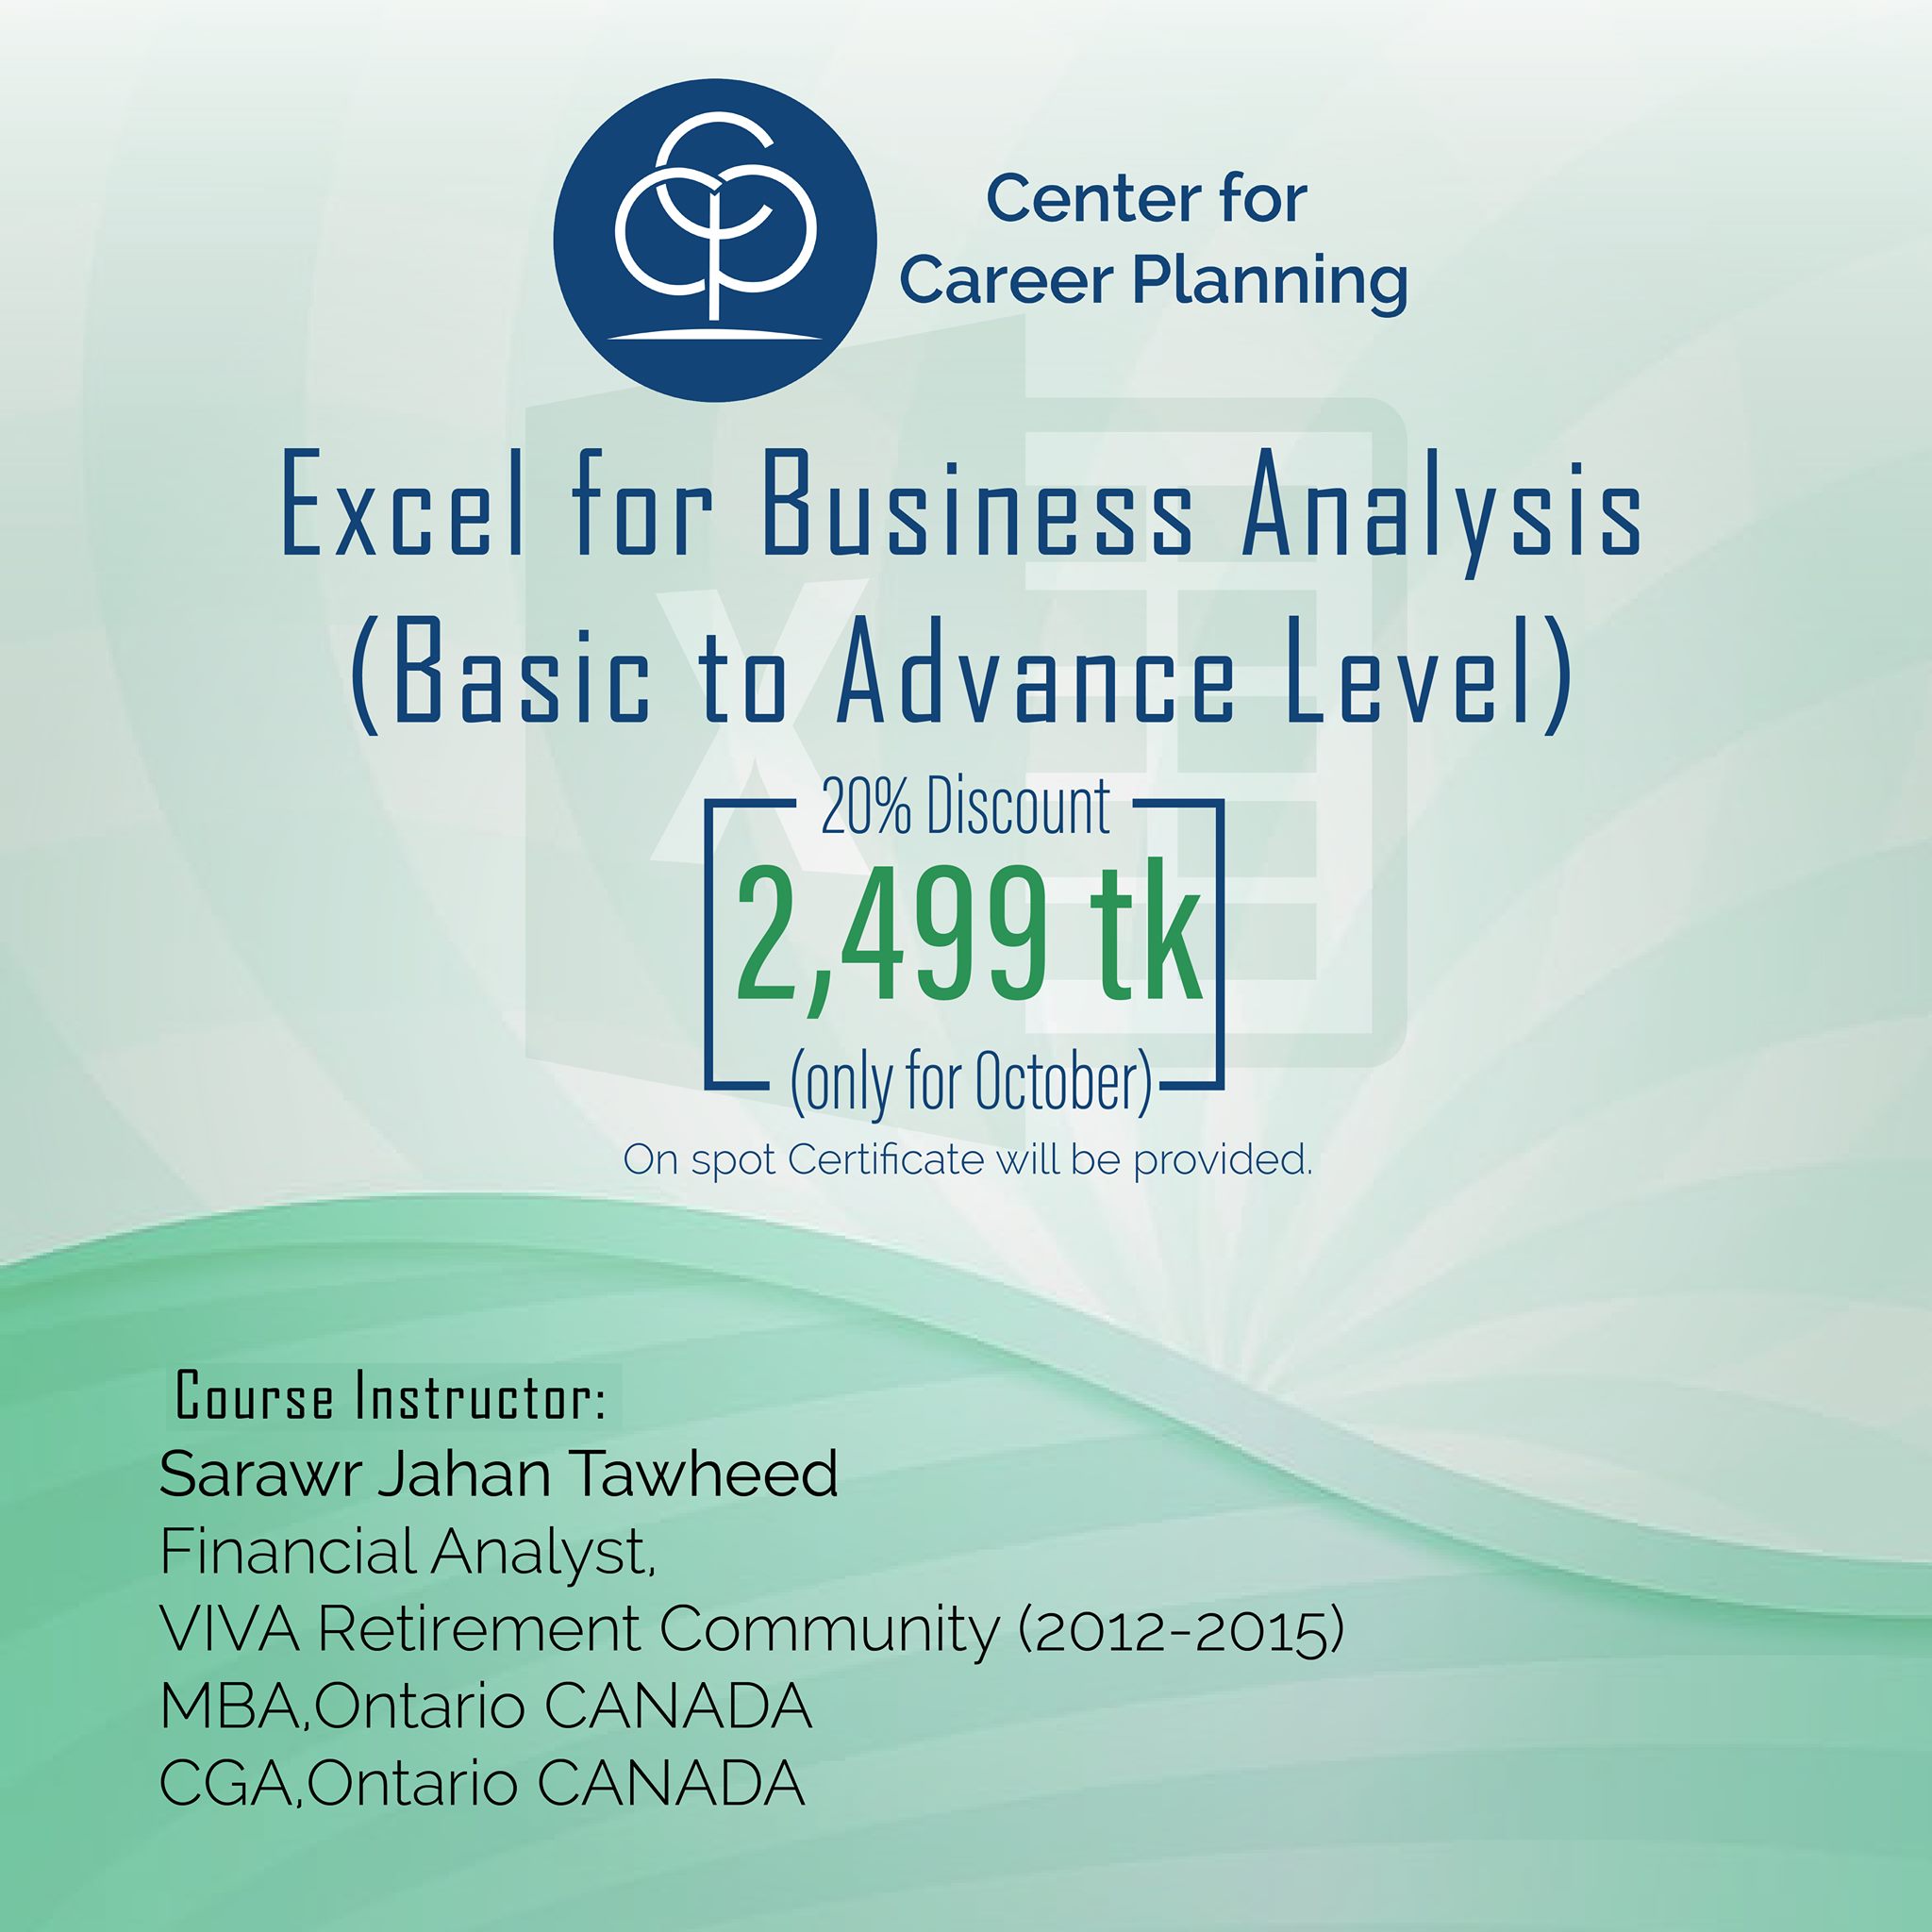 Center for
Career Planning
Excel for Business Analysis
(Basic to Advance Level)
20% Discount
2,499 tk
(only for October)
On spot Certificate will be provided.
Course Instructor:
Sarawr Jahan Tawheed
Financial Analyst,
VIVA Retirement Community (2012-2015)
MBA,Ontario CANADA
CGA,Ontario CANADA